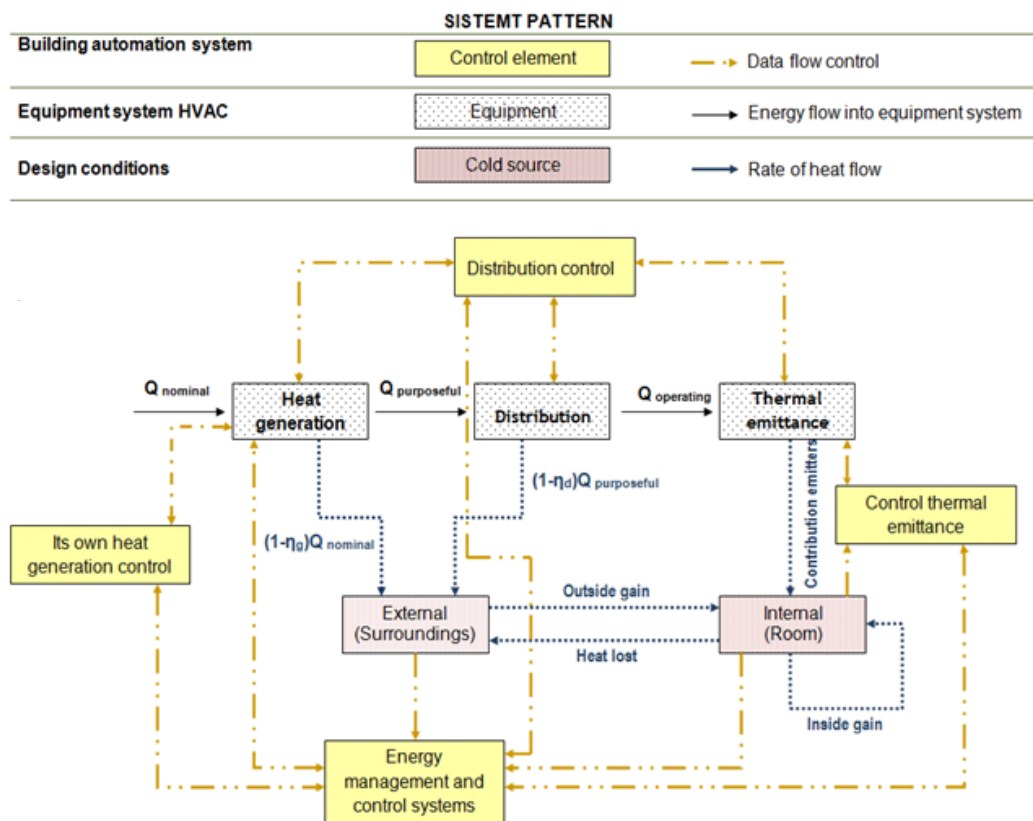 SISTEMT PATTERN
Building automation system
Control element
Data flow control
Equipment system HVAC
Equipment
Energy flow into equipment system
Design conditions
Cold source
Rate of heat flow
Distribution control
Q nominal
Heat
generation
Q purposeful
Distribution
Q operating
Thermal
emittance
(1-ηd)Q purposeful
Contribution emitters
Control thermal
emittance
Its own heat
generation control
(1-ηg)Q nominal
External
(Surroundings)
Outside gain
Heat lost
Internal
(Room)
Inside gain
Energy
management and
control systems